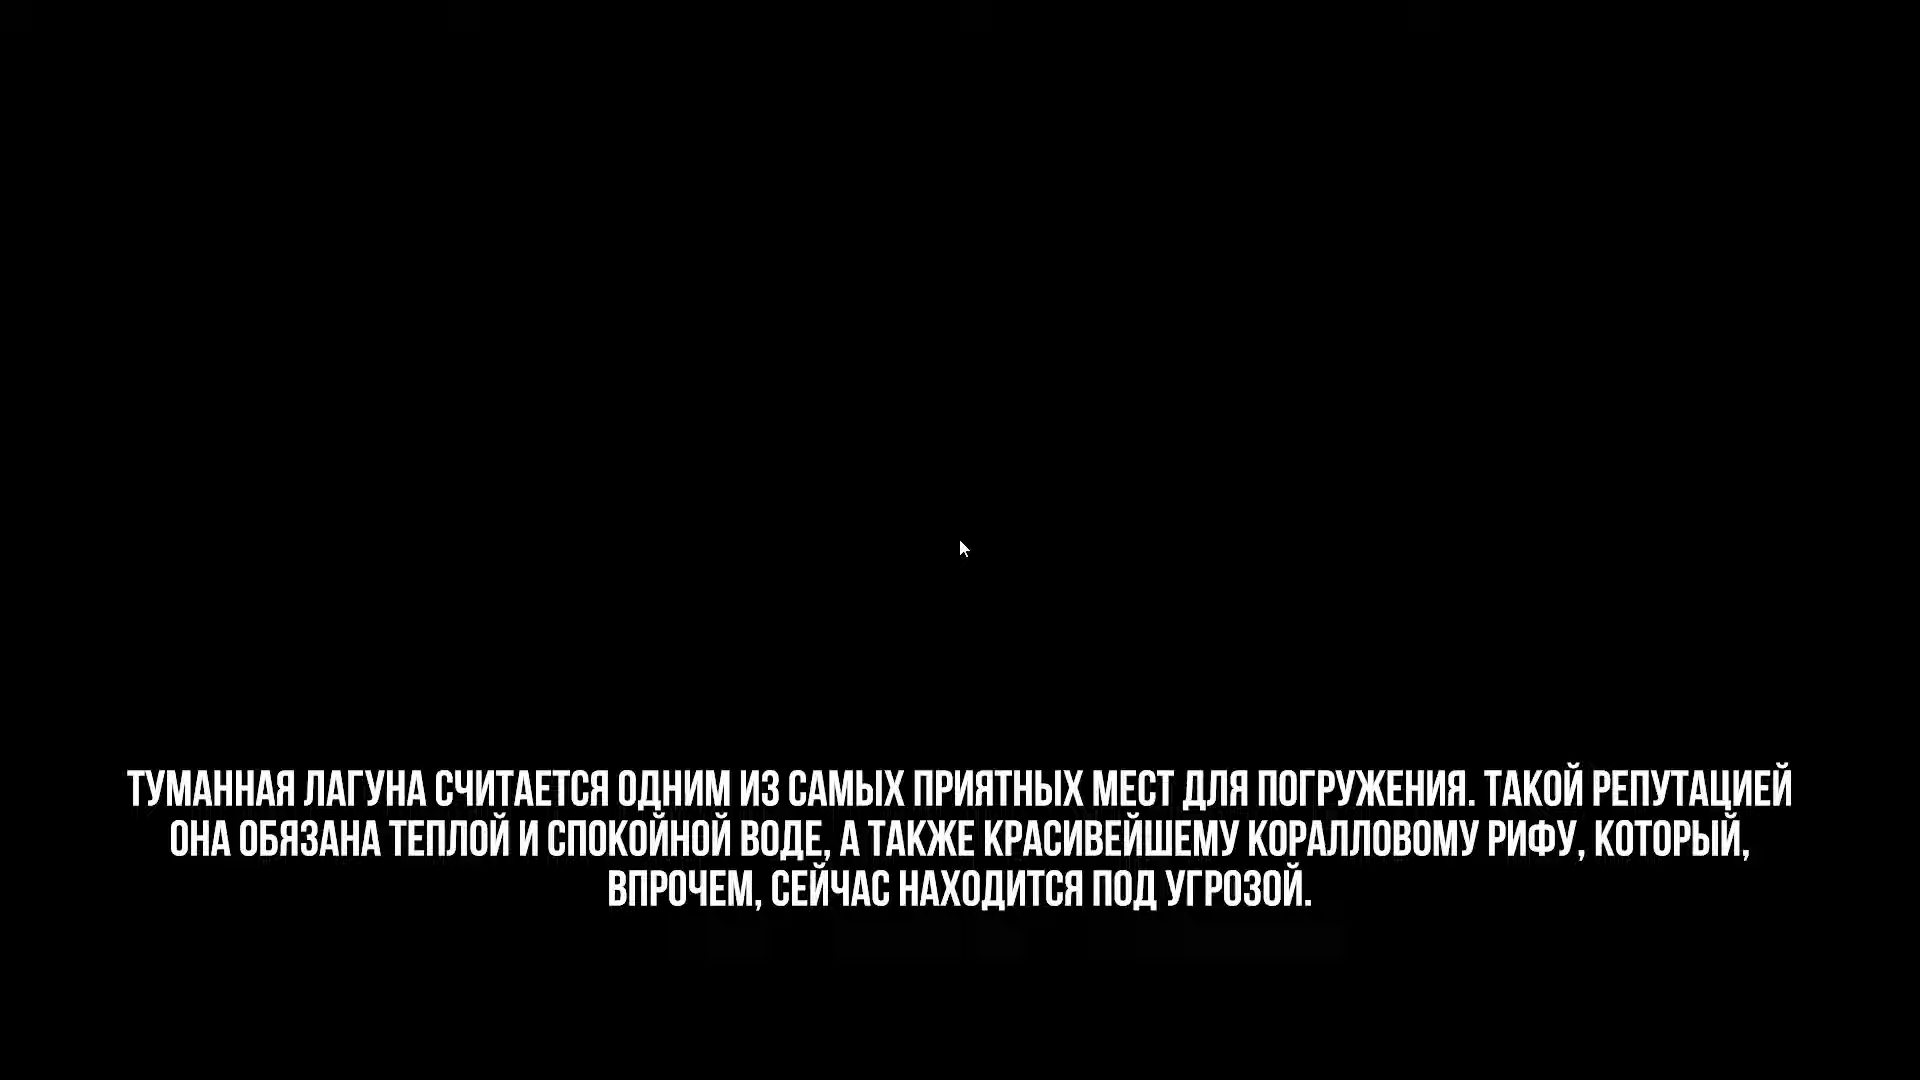 ТУМАННАЯ ЛАГУНА СЧИТАЕТСЯ ОДНИМ ИЗ САМЫХ ПРИЯТНЫХ МЕСТ ДЛЯ ПОГРУЖЕНИЯ. ТАКОЙ РЕПУТАЦИЕЙ
ОНА ОБЯЗАНА ТЕПЛОЙ И СПОКОЙНОЙ ВОДЕ, А ТАКЖЕ КРАСИВЕЙШЕМУ КОРАЛЛОВОМУ РИФУ, КОТОРЫЙ,
ВПРОЧЕМ, СЕЙЧАС НАХОДИТСЯ ПОД УГРОЗОЙ.